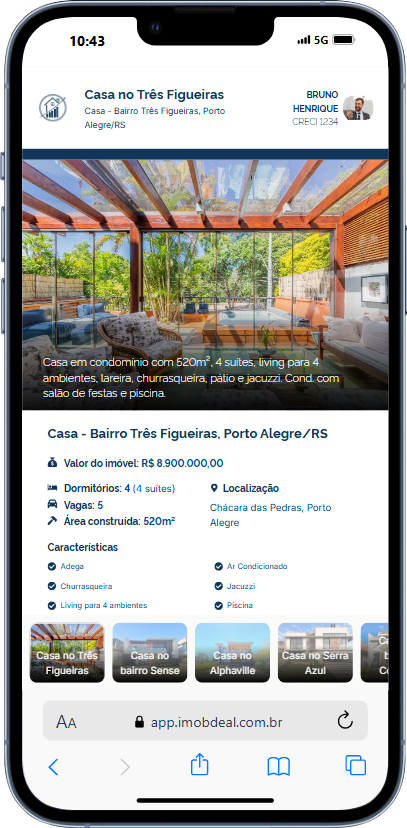 10:43
5G
Casa no Três Figueiras
Casa - Bairro Três Figueiras, Porto
Alegre/RS
BRUNO
HENRIQUE
CRECI 1234
Casa em condomínio com 520m², 4 suítes, living para 4
ambientes, lareira, churrasqueira, pátio e jacuzzi. Cond. com
salão de festas e piscina.
Casa - Bairro Três Figueiras, Porto Alegre/RS
Valor do imóvel: R$ 8.900.000,00
Dormitórios: 4 (4 suítes)
Vagas: 5
Área construída: 520m²
Localização
Chácara das Pedras, Porto
Alegre
Características
Adega
Ar Condicionado
Churrasqueira
Jacuzzi
Living para 4 ambientes
Piscina
Casa no Três
Figueiras
Casa no
bairro Sense
Casa no
Alphaville
Casa no Serra
Azul
AA
app.imobdeal.com.br